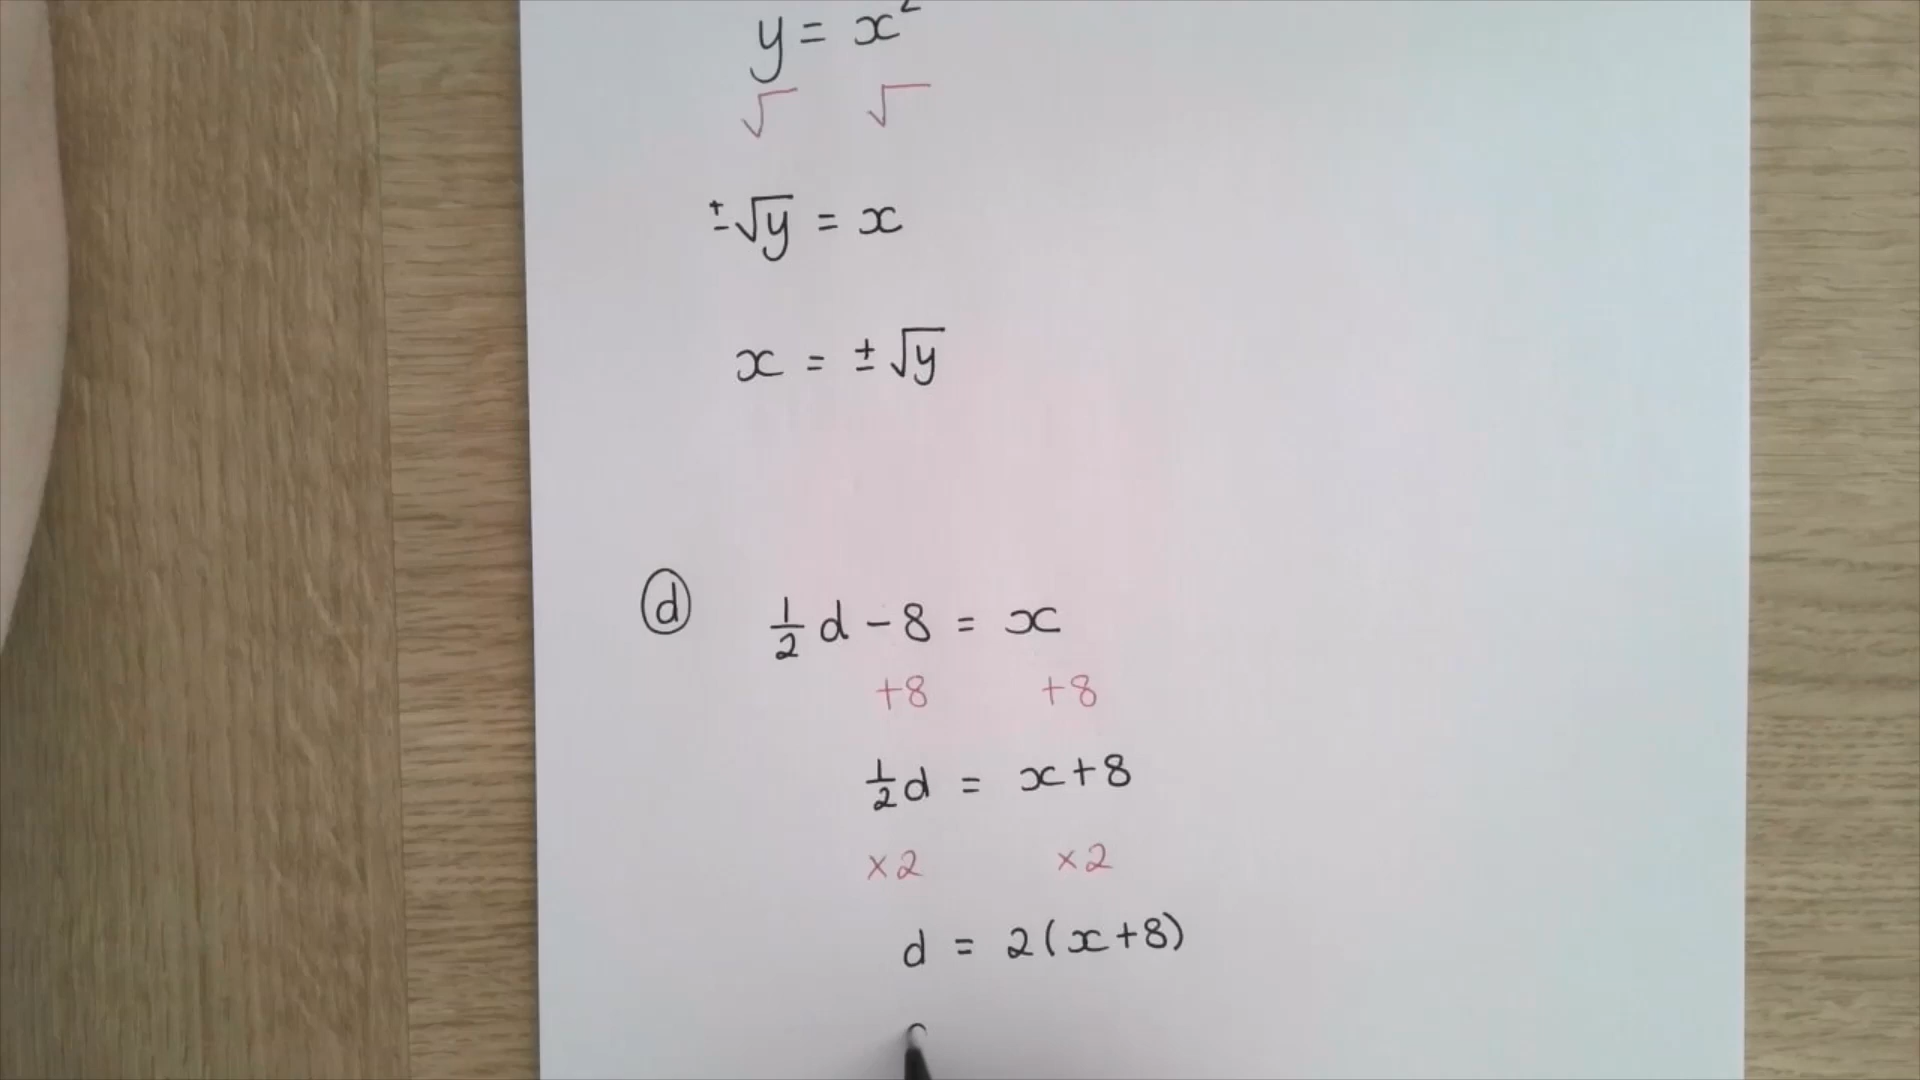 y = x²
√ √
±√y = x
x = ±√y
ⓓ ½d - 8 = x
+8 +8
½d = x+8
×2 ×2
d = 2(x+8)